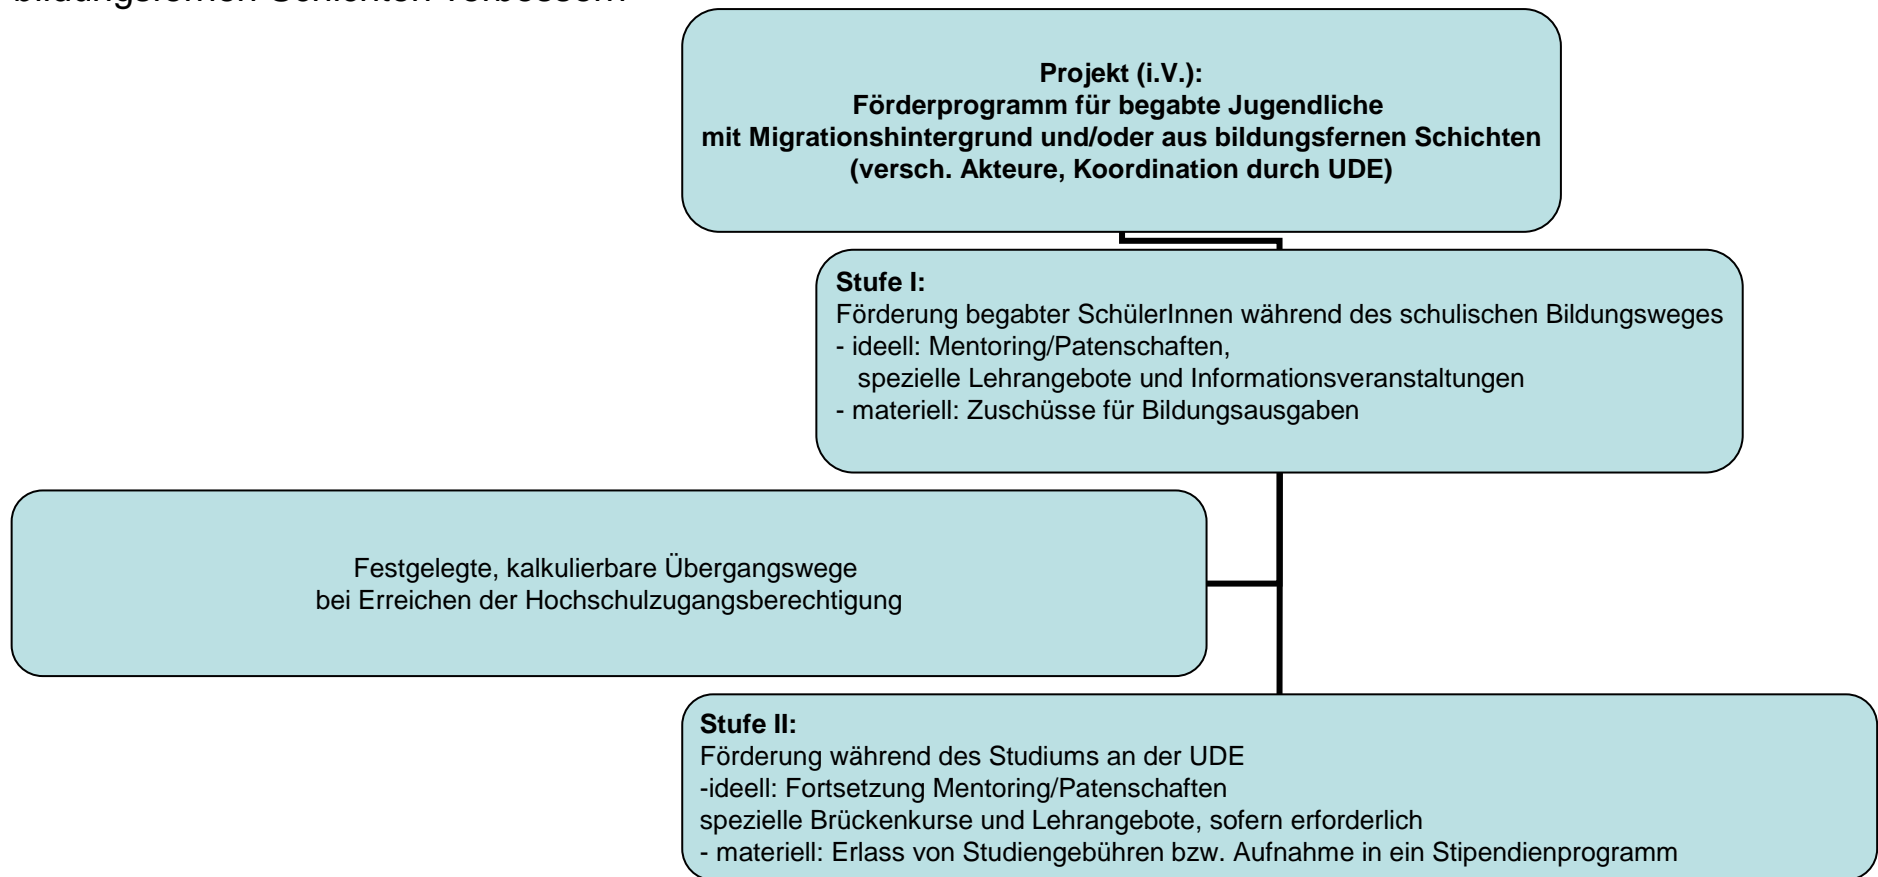 Projekt (i.V.):
Förderprogramm für begabte Jugendliche
mit Migrationshintergrund und/oder aus bildungsfernen Schichten
(versch. Akteure, Koordination durch UDE)
Stufe I:
Förderung begabter SchülerInnen während des schulischen Bildungsweges
- ideell: Mentoring/Patenschaften,
spezielle Lehrangebote und Informationsveranstaltungen
- materiell: Zuschüsse für Bildungsausgaben
Festgelegte, kalkulierbare Übergangswege
bei Erreichen der Hochschulzugangsberechtigung
Stufe II:
Förderung während des Studiums an der UDE
-ideell: Fortsetzung Mentoring/Patenschaften
spezielle Brückenkurse und Lehrangebote, sofern erforderlich
- materiell: Erlass von Studiengebühren bzw. Aufnahme in ein Stipendienprogramm